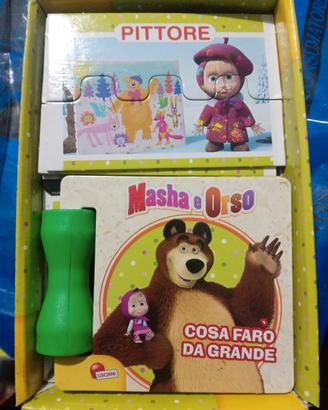 PITTORE
Masha e Orso
COSA FARÒ
DA GRANDE
LISCIANI